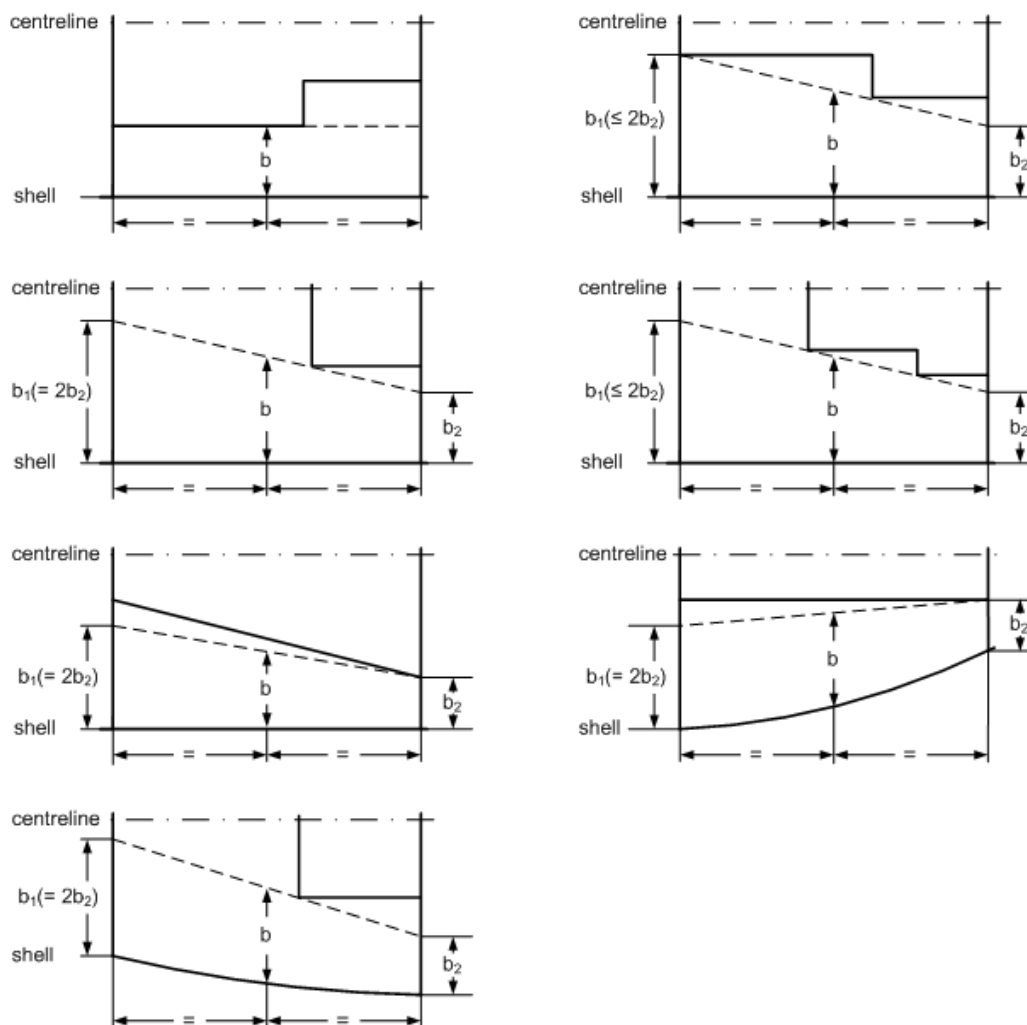 centreline
b
shell
= =
centreline
b₁(≤ 2b₂)
b
b₂
shell
= =
centreline
b₁(= 2b₂)
b
b₂
shell
= =
centreline
b₁(≤ 2b₂)
b
b₂
shell
= =
centreline
b₁(= 2b₂)
b
b₂
shell
= =
centreline
b₂
b
b₁(= 2b₂)
shell
= =
centreline
b₁(= 2b₂)
b
shell
b₂
= =